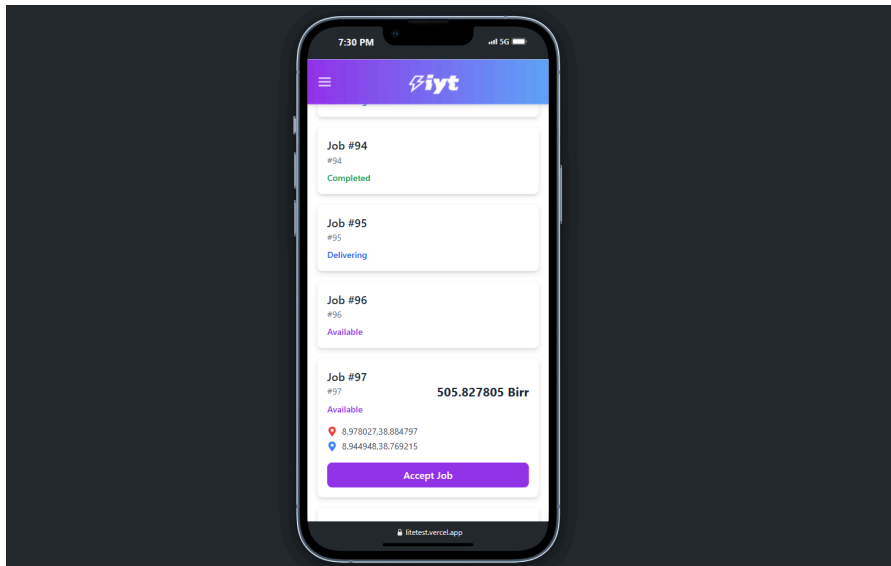 7:30 PM
5G
iyt
Job #94
#94
Completed
Job #95
#95
Delivering
Job #96
#96
Available
Job #97
#97
505.827805 Birr
Available
8.978027,38.884797
8.944948,38.769215
Accept Job
litetest.vercel.app